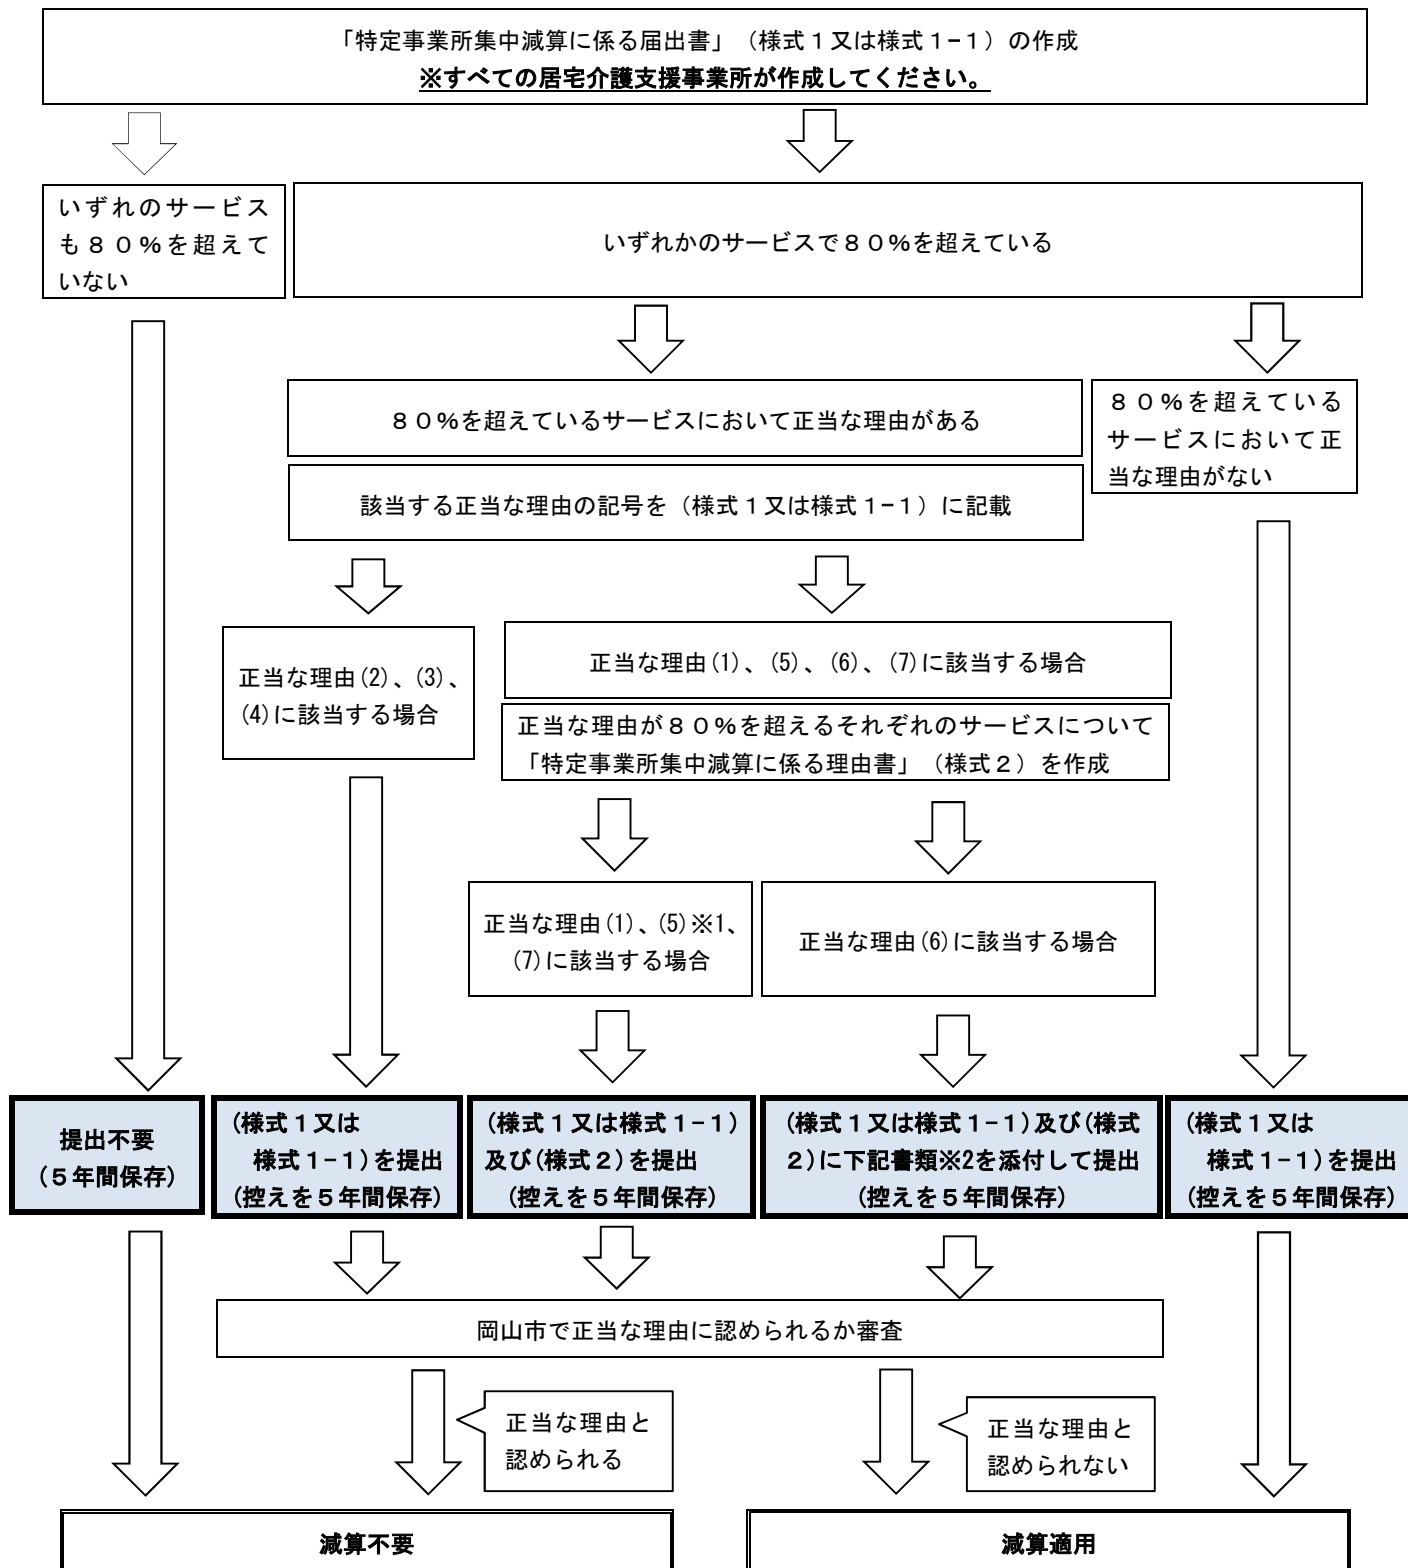 「特定事業所集中減算に係る届出書」（様式１又は様式１−１）の作成
※すべての居宅介護支援事業所が作成してください。
いずれのサービス
も８０％を超えて
いない
いずれかのサービスで８０％を超えている
８０％を超えているサービスにおいて正当な理由がある
８０％を超えている
サービスにおいて正
当な理由がない
該当する正当な理由の記号を（様式１又は様式１−１）に記載
正当な理由(2)、(3)、
(4)に該当する場合
正当な理由(1)、(5)、(6)、(7)に該当する場合
正当な理由が８０％を超えるそれぞれのサービスについて
「特定事業所集中減算に係る理由書」（様式２）を作成
正当な理由(1)、(5)※1、
(7)に該当する場合
正当な理由(6)に該当する場合
提出不要
(５年間保存)
(様式１又は
様式１−１)を提出
(控えを５年間保存)
(様式１又は様式１−１)
及び(様式２)を提出
(控えを５年間保存)
(様式１又は様式１−１)及び(様式
２)に下記書類※2を添付して提出
(控えを５年間保存)
(様式１又は
様式１−１)を提出
(控えを５年間保存)
岡山市で正当な理由に認められるか審査
正当な理由と
認められる
正当な理由と
認められない
減算不要
減算適用